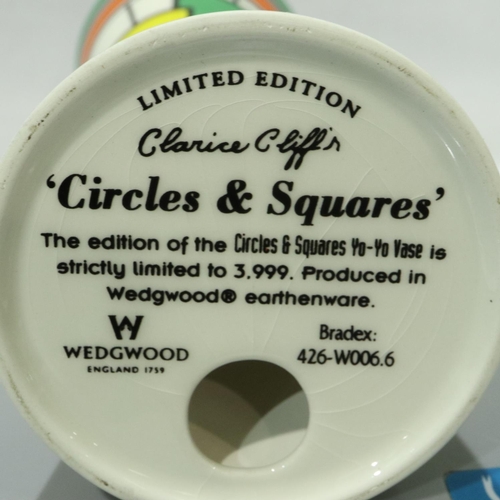 LIMITED EDITION
Clarice Cliff's
‘Circles & Squares’
The edition of the Circles & Squares Yo-Yo Vase is
strictly limited to 3,999. Produced in
Wedgwood® earthenware.
W
WEDGWOOD
ENGLAND 1759
Bradex:
426-W006.6